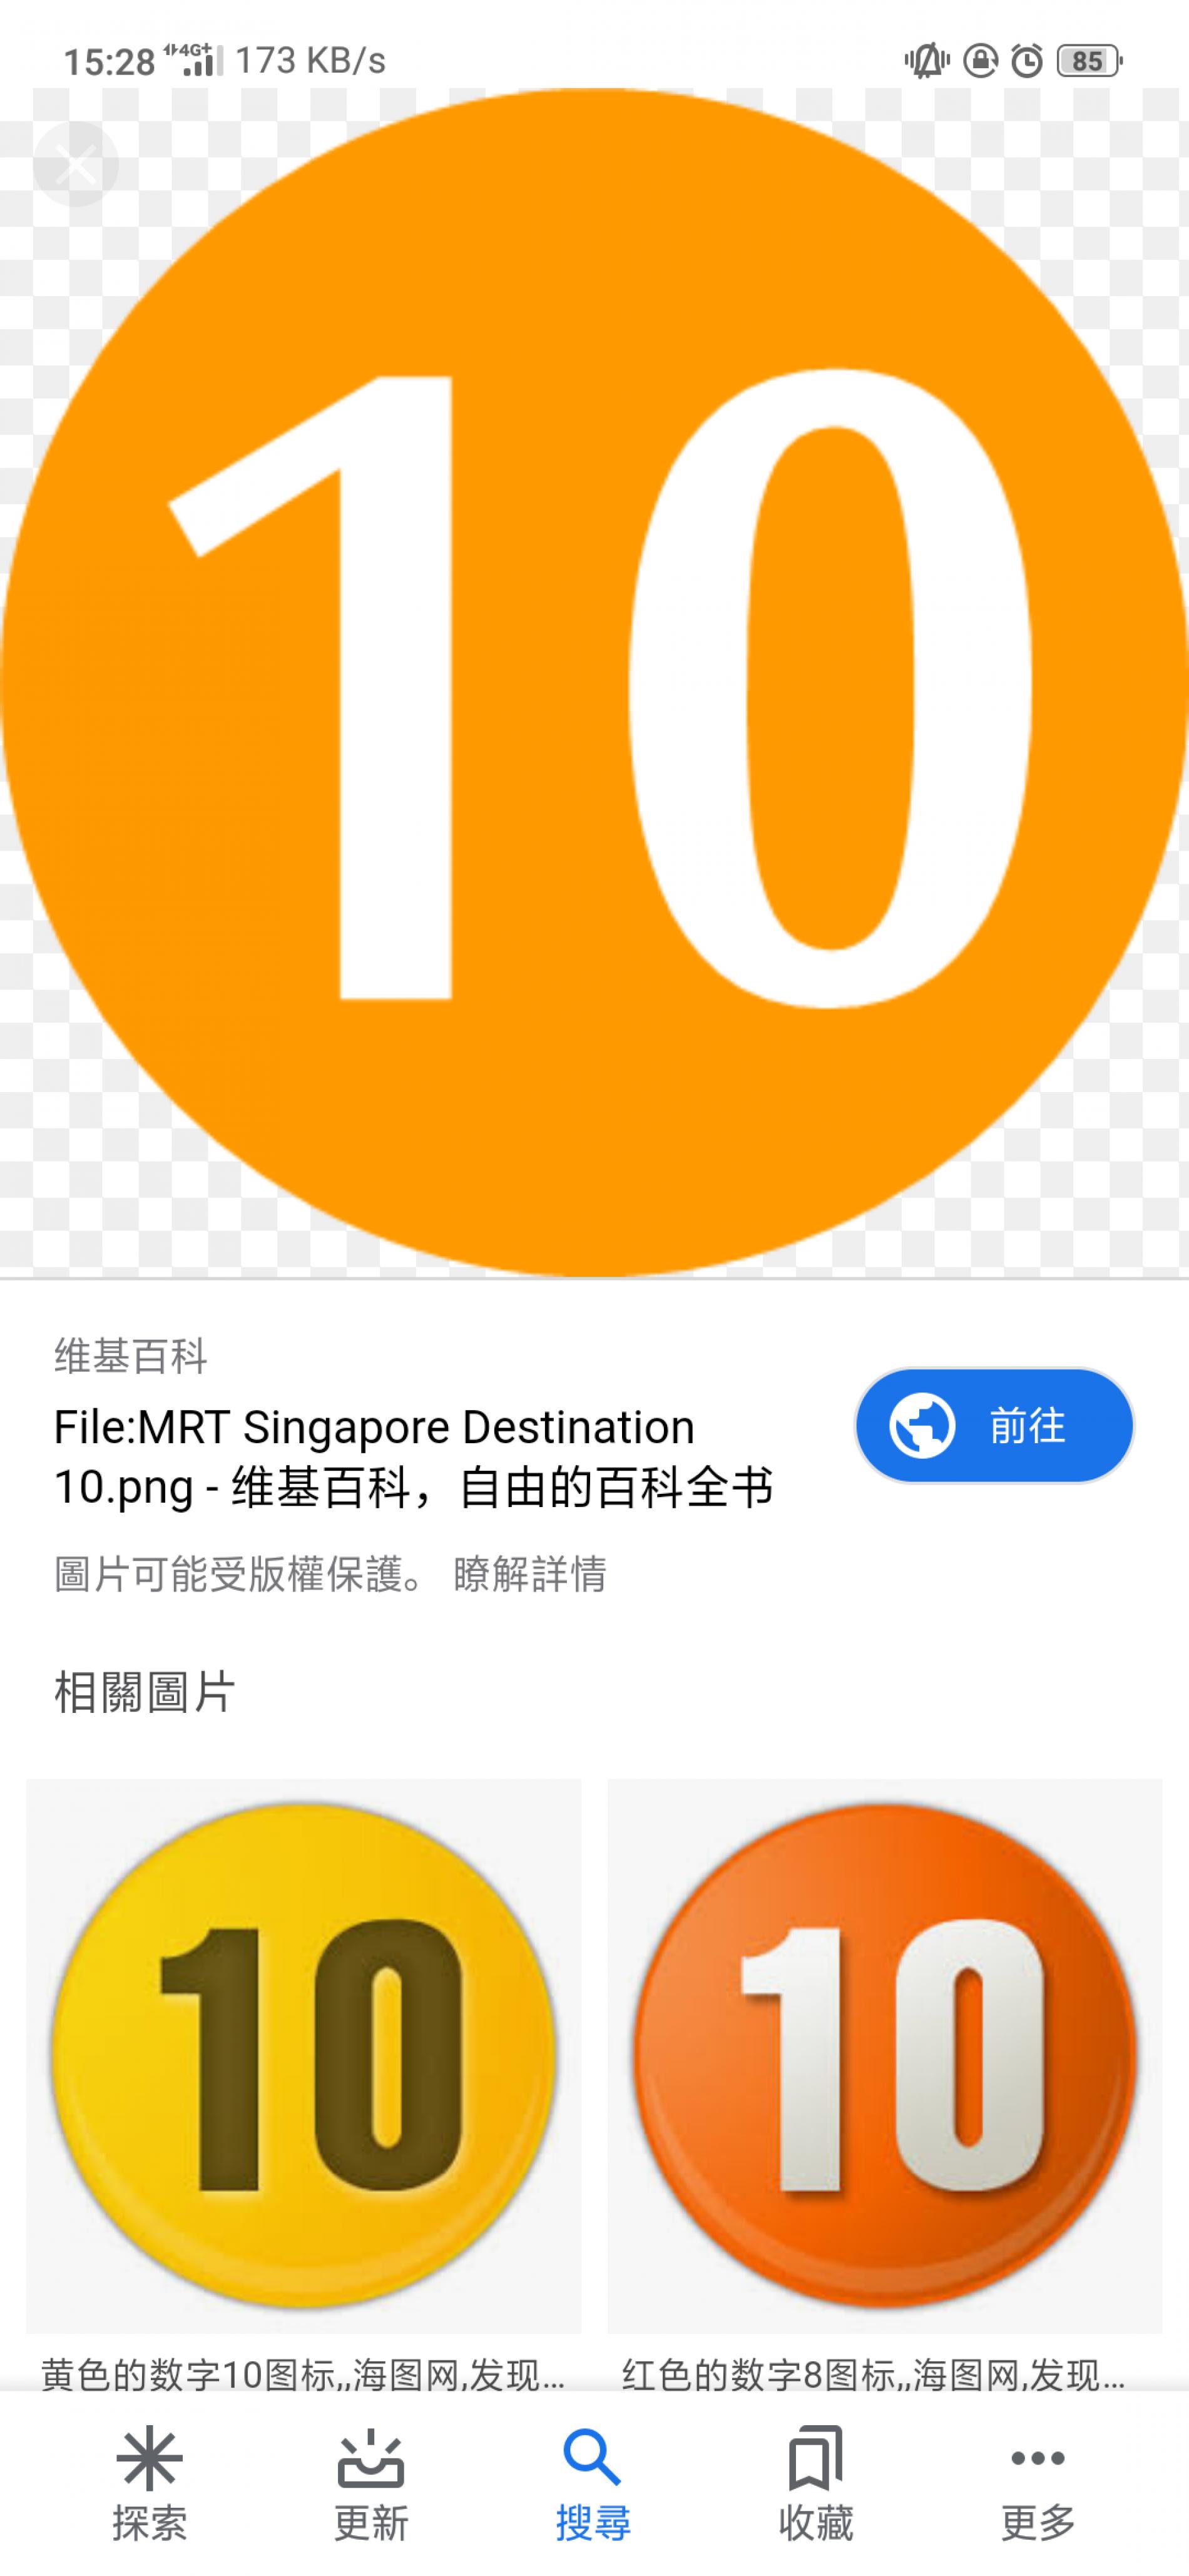 15:28 4G+ 173 KB/s 85
10
维基百科
File:MRT Singapore Destination
10.png - 维基百科，自由的百科全书
前往
圖片可能受版權保護。 瞭解詳情
相關圖片
10 10
黄色的数字10图标,,海图网,发现... 红色的数字8图标,,海图网,发现...
探索 更新 搜尋 收藏 更多